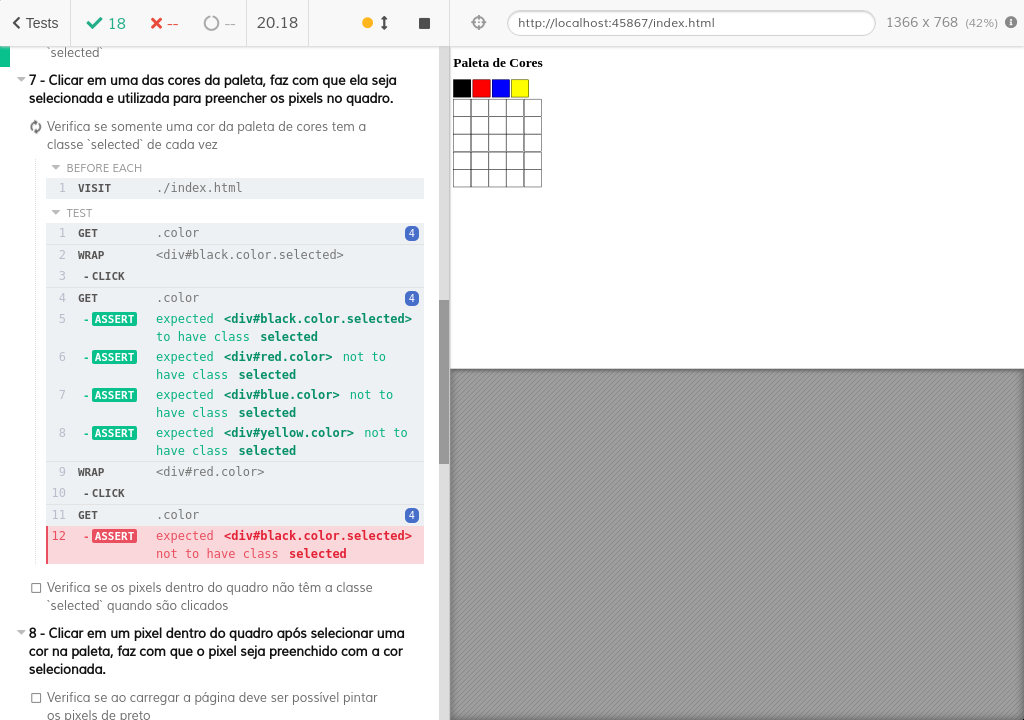 Tests
18
--
--
20.18
http://localhost:45867/index.html
1366 x 768 (42%)
`selected`
7 - Clicar em uma das cores da paleta, faz com que ela seja
selecionada e utilizada para preencher os pixels no quadro.
Verifica se somente uma cor da paleta de cores tem a
classe `selected` de cada vez
BEFORE EACH
1 VISIT ./index.html
TEST
1 GET .color 4
2 WRAP <div#black.color.selected>
3 - CLICK
4 GET .color 4
5 - ASSERT expected <div#black.color.selected>
to have class selected
6 - ASSERT expected <div#red.color> not to
have class selected
7 - ASSERT expected <div#blue.color> not to
have class selected
8 - ASSERT expected <div#yellow.color> not to
have class selected
9 WRAP <div#red.color>
10 - CLICK
11 GET .color 4
12 - ASSERT expected <div#black.color.selected>
not to have class selected
Verifica se os pixels dentro do quadro não têm a classe
`selected` quando são clicados
8 - Clicar em um pixel dentro do quadro após selecionar uma
cor na paleta, faz com que o pixel seja preenchido com a cor
selecionada.
Verifica se ao carregar a página deve ser possível pintar
os pixels de preto
Paleta de Cores